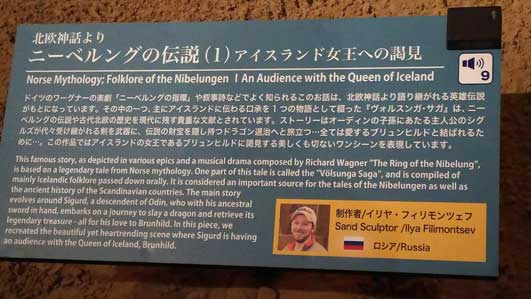 北欧神話より
ニーベルングの伝説(1)アイスランド女王への謁見
Norse Mythology; Folklore of the Nibelungen I An Audience with the Queen of Iceland
9
ドイツのワーグナーの楽劇「ニーベルングの指環」や叙事詩などでよく知られるこのお話は、北欧神話より語り継がれる英雄伝説
がもとになっています。その中の一つ、主にアイスランドに伝わる口承を1つの物語として綴った『ヴォルスンガ・サガ』は、ニ
ーベルングの伝説や古代北欧の歴史を現代に残す貴重な文献とされています。ストーリーはオーディンの子孫にあたる主人公のシグ
ルズが代々受け継がれる剣を武器に、伝説の財宝を隠し持つドラゴン退治へと旅立つ…全ては愛するブリュンヒルドと結ばれるた
めに…。この作品ではアイスランドの女王であるブリュンヒルドに謁見する美しくも切ないワンシーンを表現しています。
This famous story, as depicted in various epics and a musical drama composed by Richard Wagner "The Ring of the Nibelung",
is based on a legendary tale from Norse mythology. One part of this tale is called the "Völsunga Saga", and is compiled of
mainly Icelandic folklore passed down orally. It is considered an important source for the tales of the Nibelungen as well as
the ancient history of the Scandinavian countries. The main story
evolves around Sigurd, a descendent of Odin, who with his ancestral
sword in hand, embarks on a journey to slay a dragon and retrieve its
legendary treasure - all for his love to Brunhild. In this piece, we
recreated the beautiful yet heartrending scene where Sigurd is having
an audience with the Queen of Iceland, Brunhild.
制作者/イリヤ・フィリモンツェフ
Sand Sculptor /Ilya Filimontsev
ロシア/Russia